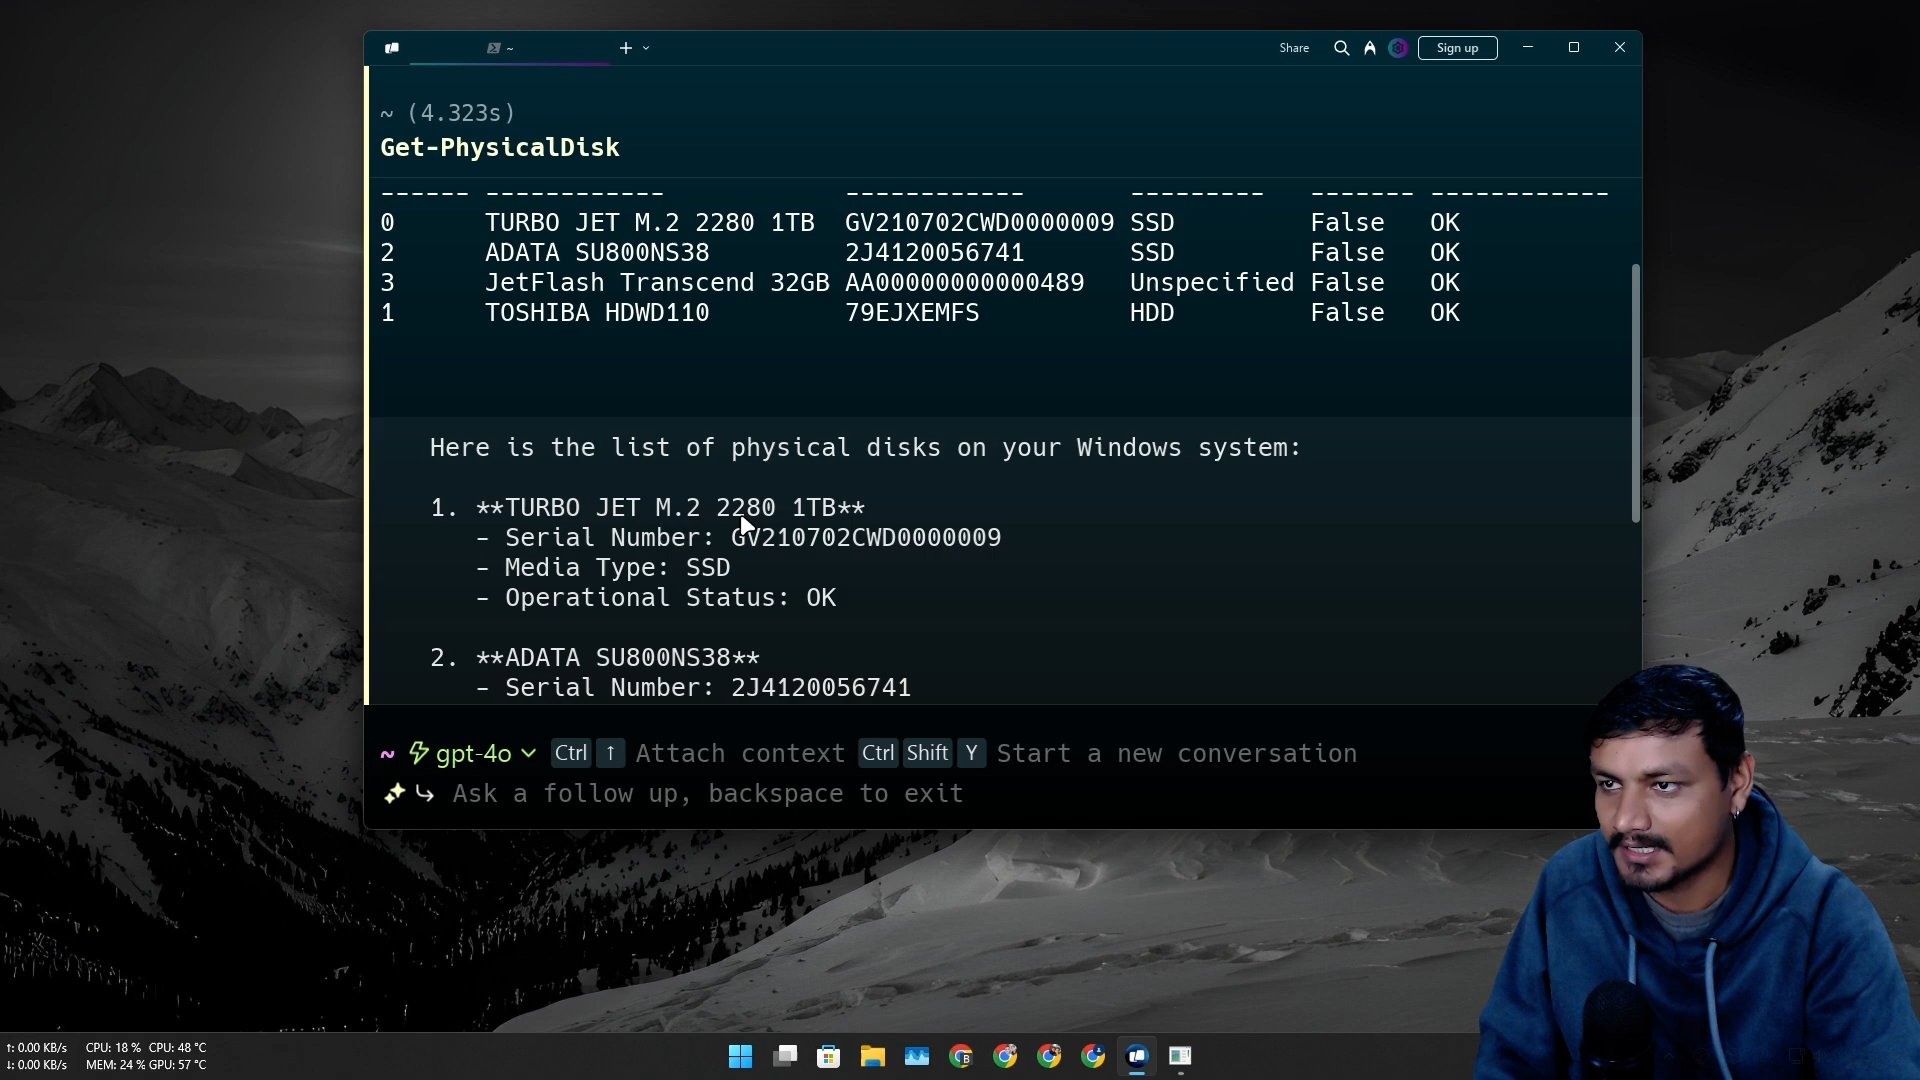 ~
Share
Sign up
~ (4.323s)
Get-PhysicalDisk
------ ------------ ------------ --------- ------- ------------
0 TURBO JET M.2 2280 1TB GV210702CWD0000009 SSD False OK
2 ADATA SU800NS38 2J4120056741 SSD False OK
3 JetFlash Transcend 32GB AA00000000000489 Unspecified False OK
1 TOSHIBA HDWD110 79EJXEMFS HDD False OK
Here is the list of physical disks on your Windows system:
1. **TURBO JET M.2 2280 1TB**
- Serial Number: GV210702CWD0000009
- Media Type: SSD
- Operational Status: OK
2. **ADATA SU800NS38**
- Serial Number: 2J4120056741
~ gpt-4o Ctrl ↑ Attach context Ctrl Shift Y Start a new conversation
Ask a follow up, backspace to exit
↑: 0.00 KB/s CPU: 18 % CPU: 48 °C
↓: 0.00 KB/s MEM: 24 % GPU: 57 °C
B